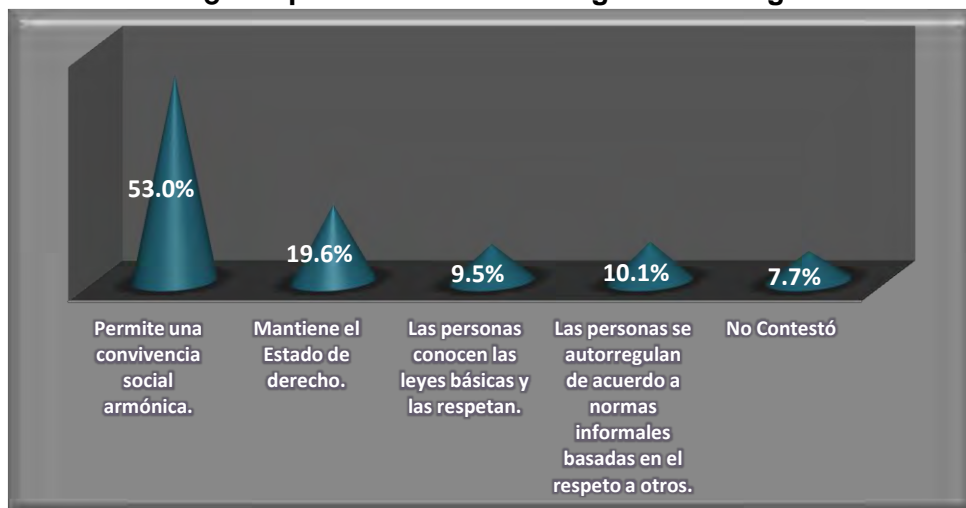 53.0%
19.6%
9.5%
10.1%
7.7%
Permite una
convivencia
social
armónica.
Mantiene el
Estado de
derecho.
Las personas
conocen las
leyes básicas y
las respetan.
Las personas se
autorregulan
de acuerdo a
normas
informales
basadas en el
respeto a otros.
No Contestó